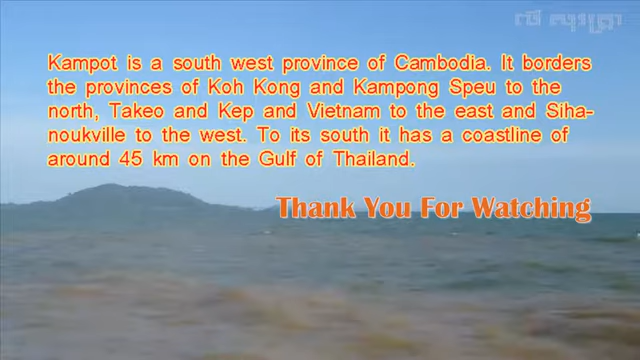 Kampot is a south west province of Cambodia. It borders
the provinces of Koh Kong and Kampong Speu to the
north, Takeo and Kep and Vietnam to the east and Siha-
noukville to the west. To its south it has a coastline of
around 45 km on the Gulf of Thailand.
Thank You For Watching